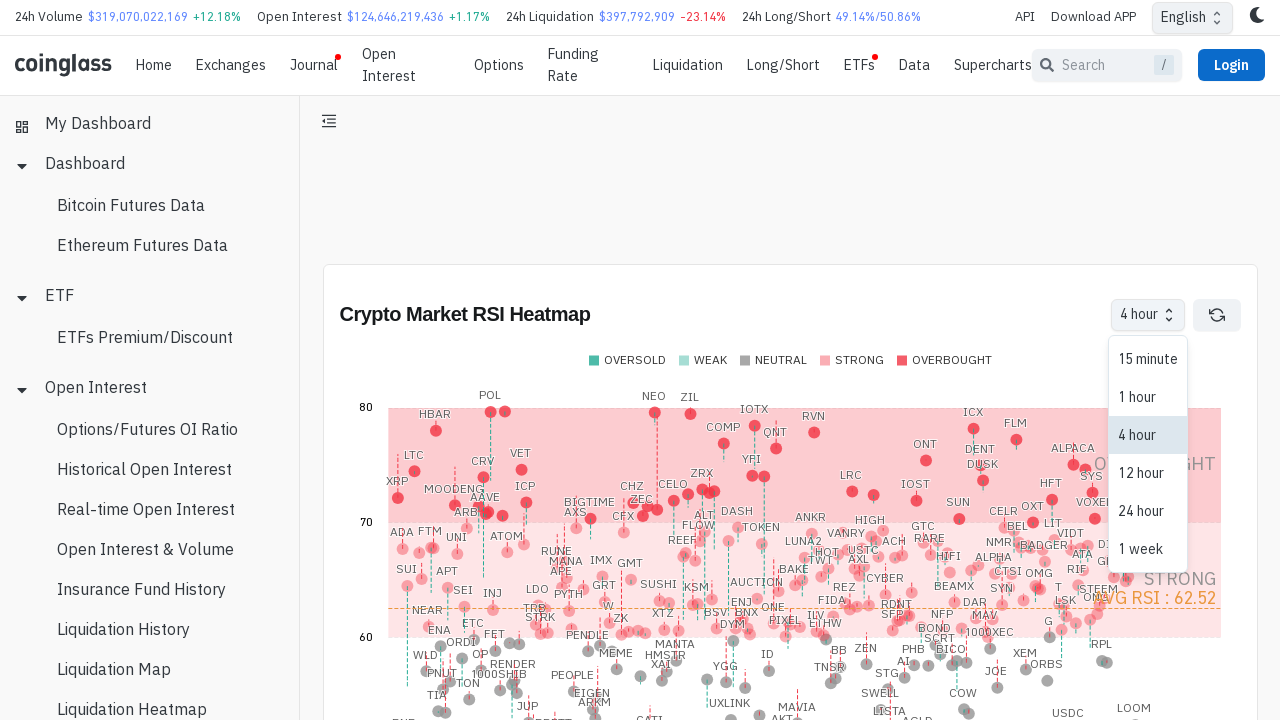 24h Volume $319,070,022,169 +12.18% Open Interest $124,646,219,436 +1.17% 24h Liquidation $397,792,909 -23.14% 24h Long/Short 49.14%/50.86% API Download APP English
coinglass Home Exchanges Journal Open Interest Options Funding Rate Liquidation Long/Short ETFs Data Supercharts Search / Login
My Dashboard
Dashboard
Bitcoin Futures Data
Ethereum Futures Data
ETF
ETFs Premium/Discount
Open Interest
Options/Futures OI Ratio
Historical Open Interest
Real-time Open Interest
Open Interest & Volume
Insurance Fund History
Liquidation History
Liquidation Map
Liquidation Heatmap
Crypto Market RSI Heatmap
4 hour
15 minute
1 hour
4 hour
12 hour
24 hour
1 week
OVERSOLD WEAK NEUTRAL STRONG OVERBOUGHT
80
POL NEO ZIL
HBAR IOTX RVN ICX FLM
COMP QNT
LTC VET ONT DENT ALPACA
CRV YFI DUSK
XRP ZRX LRC SYS
MOODENG ICP CHZ CELO IOST HFT
AAVE BIGTIME ZEC SUN OXT
ARB AXS CFX ALT DASH ANKR HIGH CELR
70
ADA FTM UNI ATOM FLOW TOKEN VANRY GTC BEL LIT VIDT
REEF LUNA2 ACH RARE NMR BADGER
RUNE HOT USTC HIFI ALPHA ATA
SUI APT MANA APE IMX GMT BAKE TWT AXL CTSI OMG RIF
SEI INJ LDO PYTH GRT SUSHI KSM AUCTION REZ CYBER BEAMX SYN T STEEM
STRONG
AVG RSI : 62.52
NEAR TRB STRK W XTZ BSV ENJ BNX ONE FIDA DAR LSK
ENA ETC ZK DYM PIXEL NFP MAV G
60
ORDI FET PENDLE MANTA BOND SCRT 1000XEC
WLD OP MEME HMSTR XAI ID BB ZEN PHB BICO XEM RPL
PNUT RENDER 1000SHIB PEOPLE YGG TNSR STG AI JOE ORBS
TIA TON JUP EIGEN ARKM UXLINK MAVIA SWELL COW
LISTA USDC LOOM